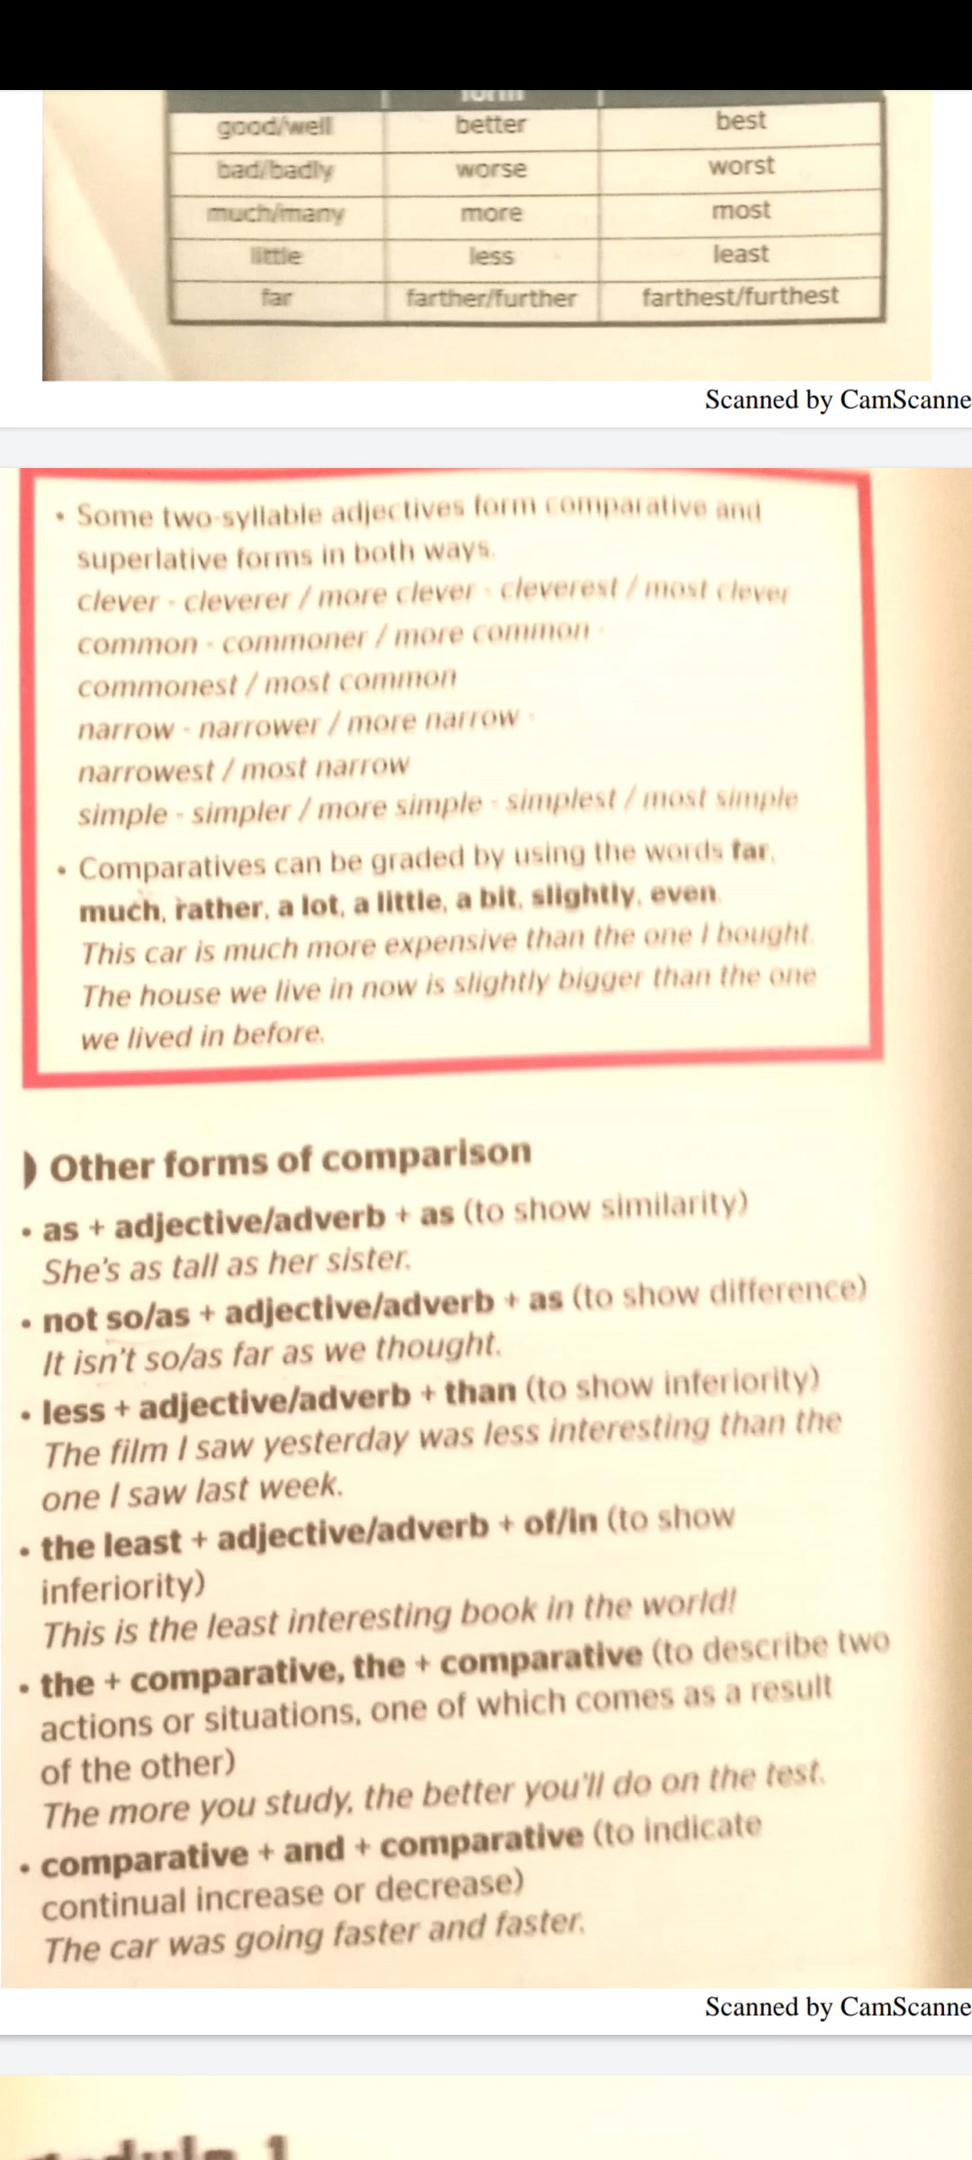 form
good/well better best
bad/badly worse worst
much/many more most
little less least
far farther/further farthest/furthest
Scanned by CamScanne
• Some two-syllable adjectives form comparative and
superlative forms in both ways.
clever - cleverer / more clever - cleverest / most clever
common - commoner / more common -
commonest / most common
narrow - narrower / more narrow -
narrowest / most narrow
simple - simpler / more simple - simplest / most simple
• Comparatives can be graded by using the words far,
much, rather, a lot, a little, a bit, slightly, even.
This car is much more expensive than the one I bought.
The house we live in now is slightly bigger than the one
we lived in before.
Other forms of comparison
• as + adjective/adverb + as (to show similarity)
She's as tall as her sister.
• not so/as + adjective/adverb + as (to show difference)
It isn't so/as far as we thought.
• less + adjective/adverb + than (to show inferiority)
The film I saw yesterday was less interesting than the
one I saw last week.
• the least + adjective/adverb + of/in (to show
inferiority)
This is the least interesting book in the world!
• the + comparative, the + comparative (to describe two
actions or situations, one of which comes as a result
of the other)
The more you study, the better you'll do on the test.
• comparative + and + comparative (to indicate
continual increase or decrease)
The car was going faster and faster.
Scanned by CamScanne
1